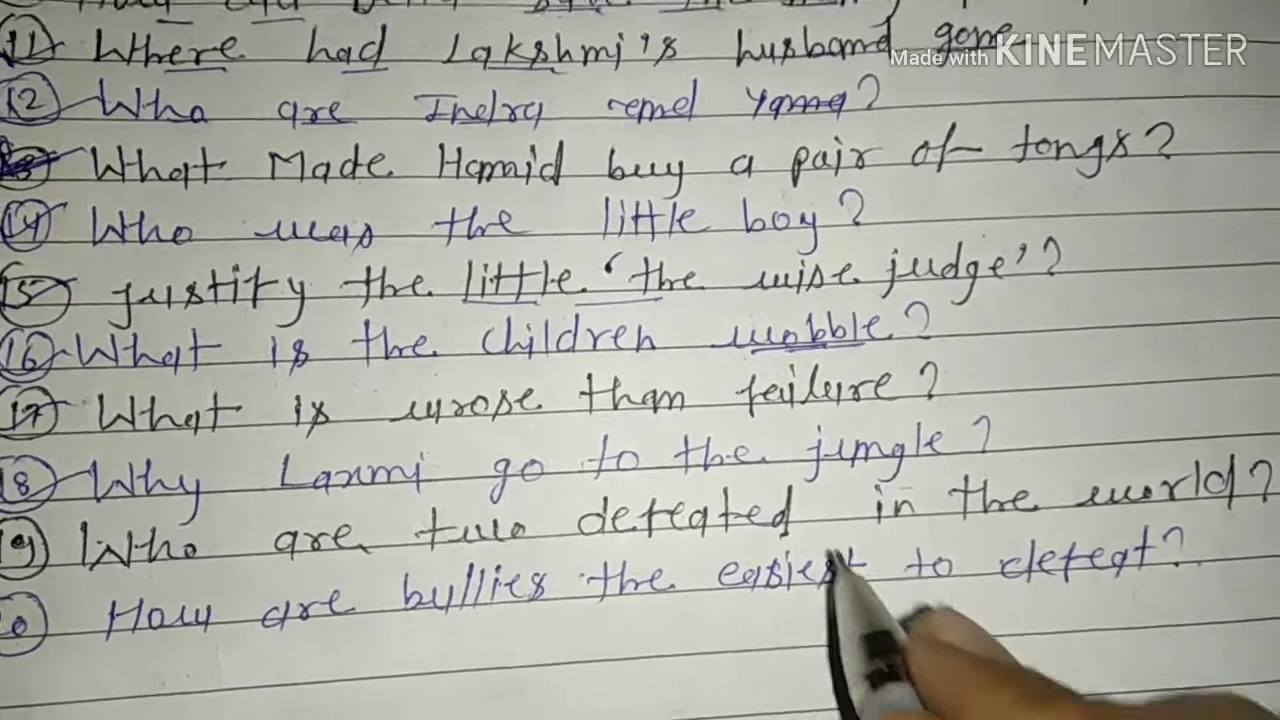 11) Where had Lakshmi's husband gone
Made with KINEMASTER
12) Who are Indra and Yama?
What Made Hamid buy a pair of tongs?
14) Who was the little boy?
15) Justify the little 'the wise judge'?
16) What is the children wobble?
17) What is wrose than failure?
18) Why Laxmi go to the jungle?
19) Who are two defeated in the world?
How are bullies the easiest to defeat?